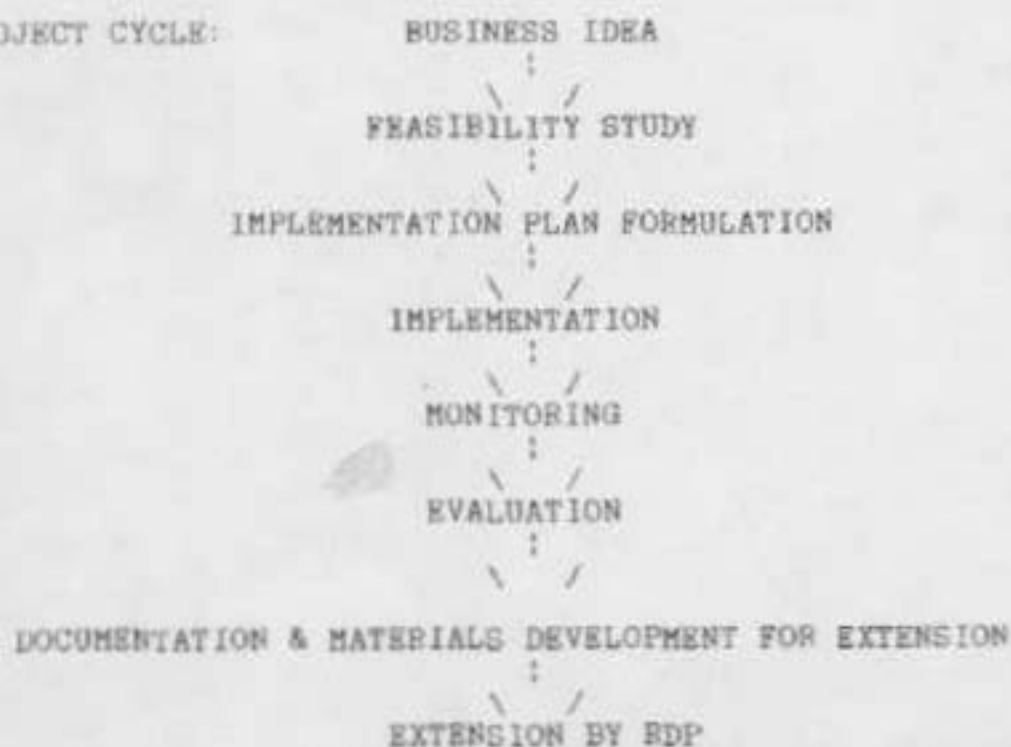 OJECT CYCLE: BUSINESS IDEA
FEASIBILITY STUDY
IMPLEMENTATION PLAN FORMULATION
IMPLEMENTATION
MONITORING
EVALUATION
DOCUMENTATION & MATERIALS DEVELOPMENT FOR EXTENSION
EXTENSION BY RDP